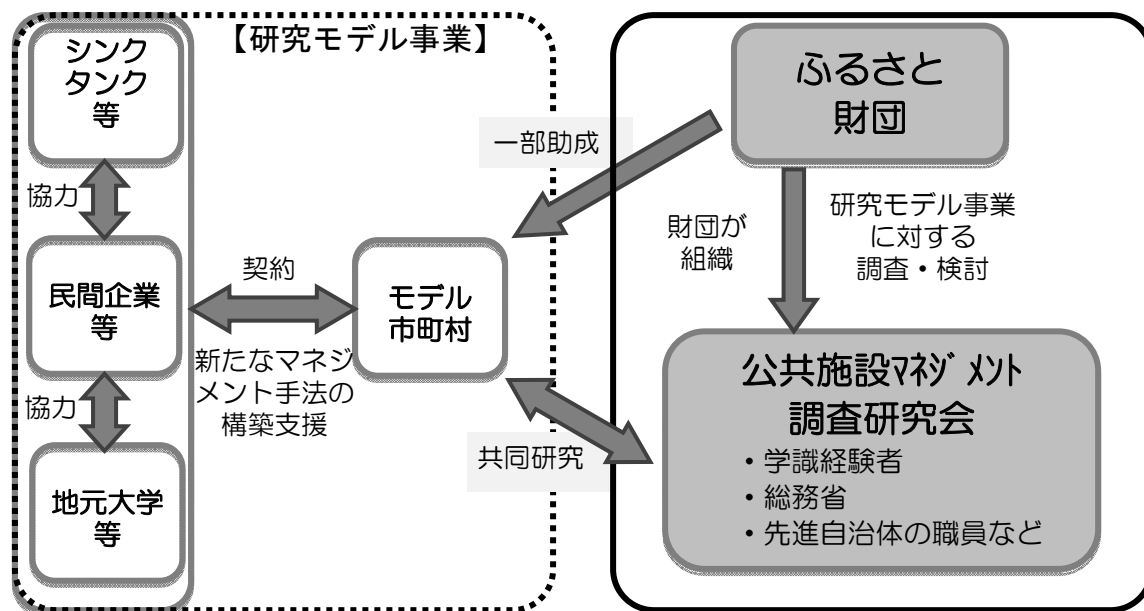 【研究モデル事業】
シンク
タンク
等
協力
民間企業
等
協力
地元大学
等
契約
新たなマネジ
メント手法の
構築支援
モデル
市町村
一部助成
共同研究
ふるさと
財団
財団が
組織
研究モデル事業
に対する
調査・検討
公共施設ﾏﾈｼﾞﾒﾝﾄ
調査研究会
・学識経験者
・総務省
・先進自治体の職員など